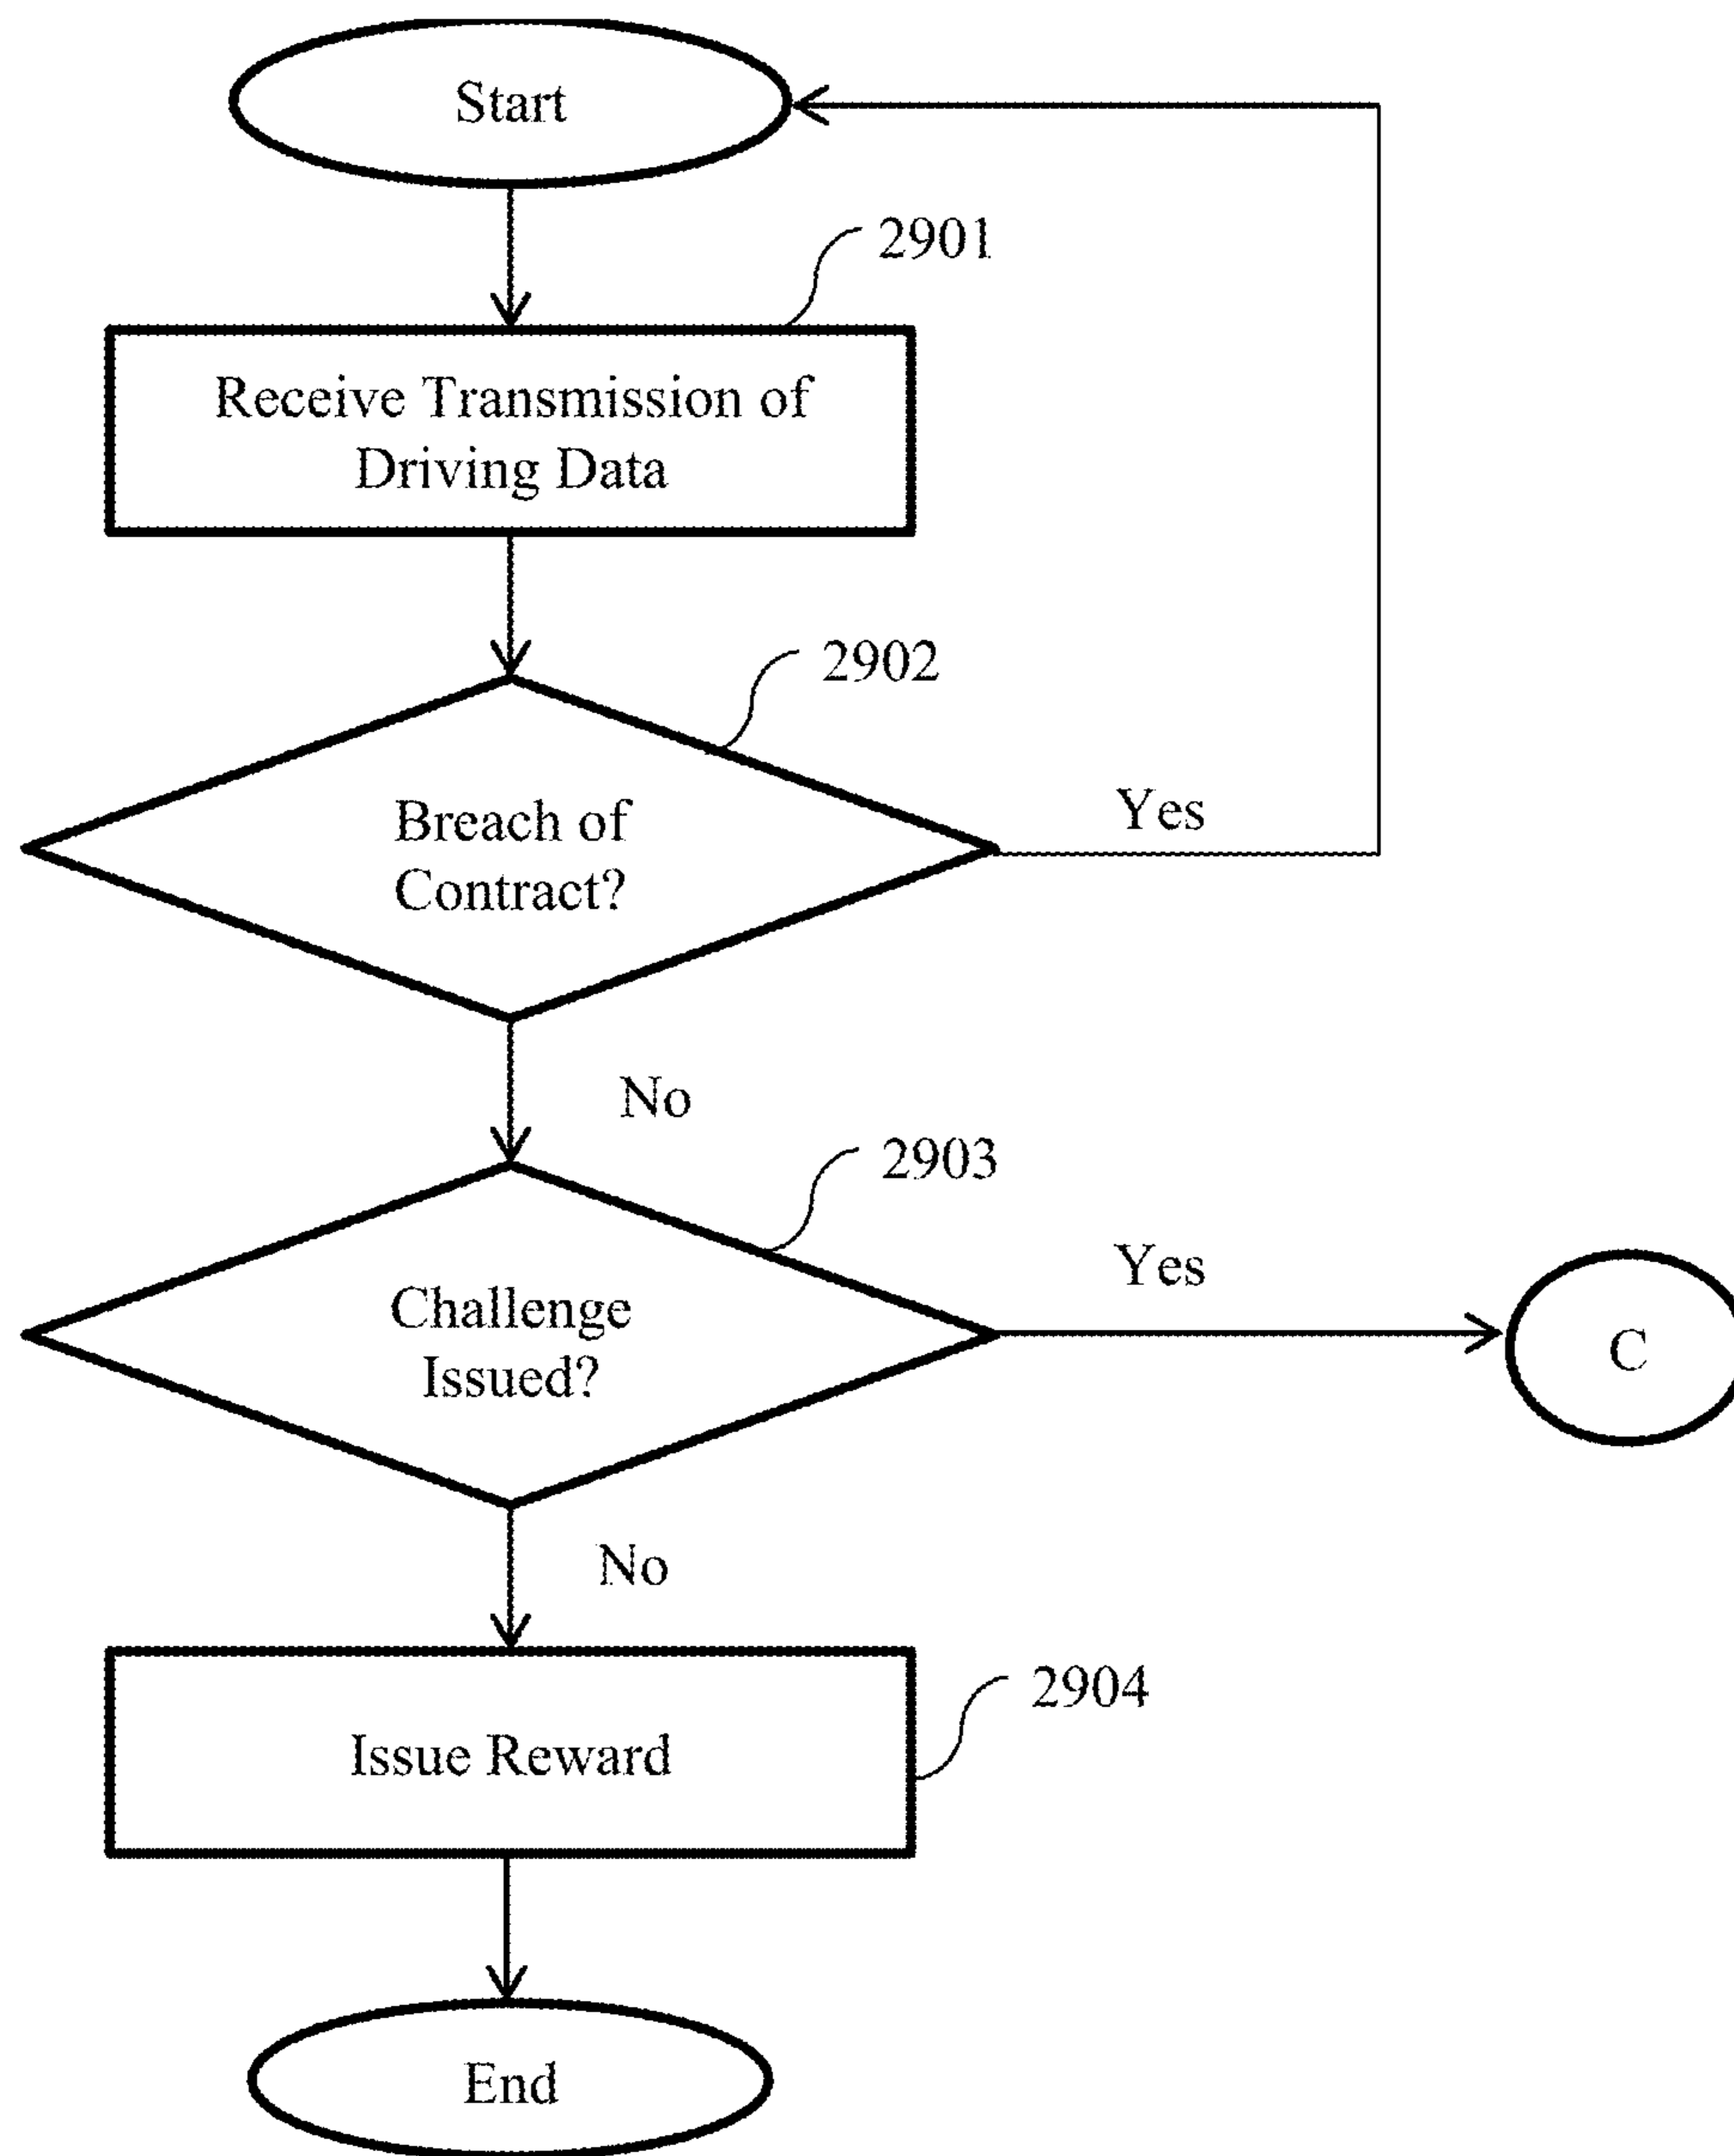 Start
2901
Receive Transmission of
Driving Data
2902
Breach of
Contract?
Yes
No
2903
Challenge
Issued?
Yes
C
No
2904
Issue Reward
End